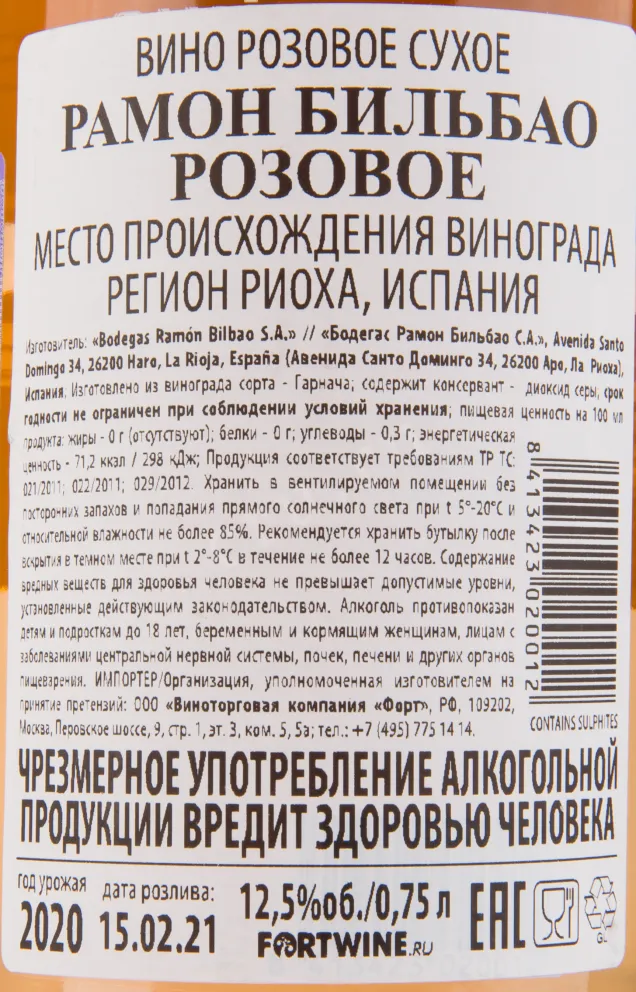 ВИНО РОЗОВОЕ СУХОЕ
РАМОН БИЛЬБАО
РОЗОВОЕ
МЕСТО ПРОИСХОЖДЕНИЯ ВИНОГРАДА
РЕГИОН РИОХА, ИСПАНИЯ
Изготовитель: «Bodegas Ramón Bilbao S.A.» // «Бодегас Рамон Бильбао С.А.», Avenida Santo
Domingo 34, 26200 Haro, La Rioja, España (Авенида Санто Доминго 34, 26200 Аро, Ла Риоха),
Испания. Изготовлено из винограда сорта - Гарнача; содержит консервант - диоксид серы, срок
годности не ограничен при соблюдении условий хранения; пищевая ценность на 100 мл
продукта: жиры - 0 г (отсутствуют); белки - 0 г; углеводы - 0,3 г; энергетическая
ценность - 71,2 ккал / 298 кДж; Продукция соответствует требованиям ТР ТС:
021/2011; 022/2011; 029/2012. Хранить в вентилируемом помещении без
посторонних запахов и попадания прямого солнечного света при t 5°-20°C и
относительной влажности не более 85%. Рекомендуется хранить бутылку после
вскрытия в темном месте при t 2°-8°C в течение не более 12 часов. Содержание
вредных веществ для здоровья человека не превышает допустимые уровни,
установленные действующим законодательством. Алкоголь противопоказан
детям и подросткам до 18 лет, беременным и кормящим женщинам, лицам с
заболеваниями центральной нервной системы, почек, печени и других органов
пищеварения. ИМПОРТЕР/Организация, уполномоченная изготовителем на
принятие претензий: ООО «Виноторговая компания «Форт», РФ, 109202,
Москва, Перовское шоссе, 9, стр. 1, эт. 3, ком. 5, 5а; тел.: +7 (495) 775 14 14.
8 413423 020012
CONTAINS SULPHITES
ЧРЕЗМЕРНОЕ УПОТРЕБЛЕНИЕ АЛКОГОЛЬНОЙ
ПРОДУКЦИИ ВРЕДИТ ЗДОРОВЬЮ ЧЕЛОВЕКА
год урожая
2020
дата розлива:
15.02.21
12,5%об./0,75 л
FORTWINE.RU
EAC
GL